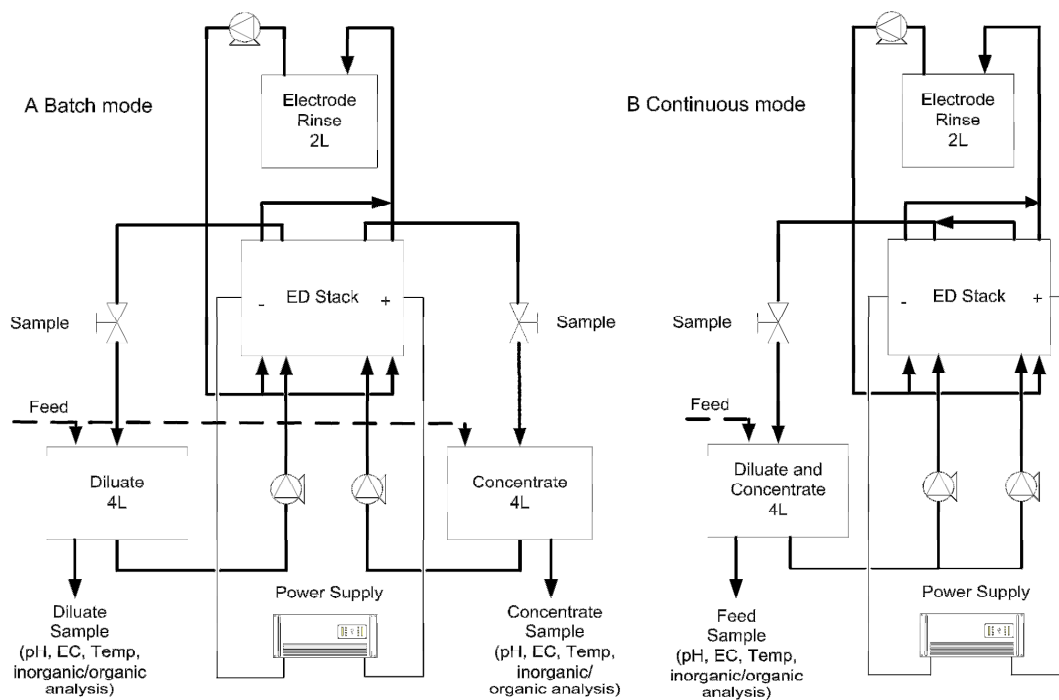 A Batch mode
Electrode
Rinse
2L
ED Stack
-
+
Sample
Sample
Feed
Diluate
4L
Concentrate
4L
Power Supply
Diluate
Sample
(pH, EC, Temp,
inorganic/organic
analysis)
Concentrate
Sample
(pH, EC, Temp,
inorganic/
organic analysis)
B Continuous mode
Electrode
Rinse
2L
ED Stack
-
+
Sample
Feed
Diluate and
Concentrate
4L
Power Supply
Feed
Sample
(pH, EC, Temp,
inorganic/organic
analysis)